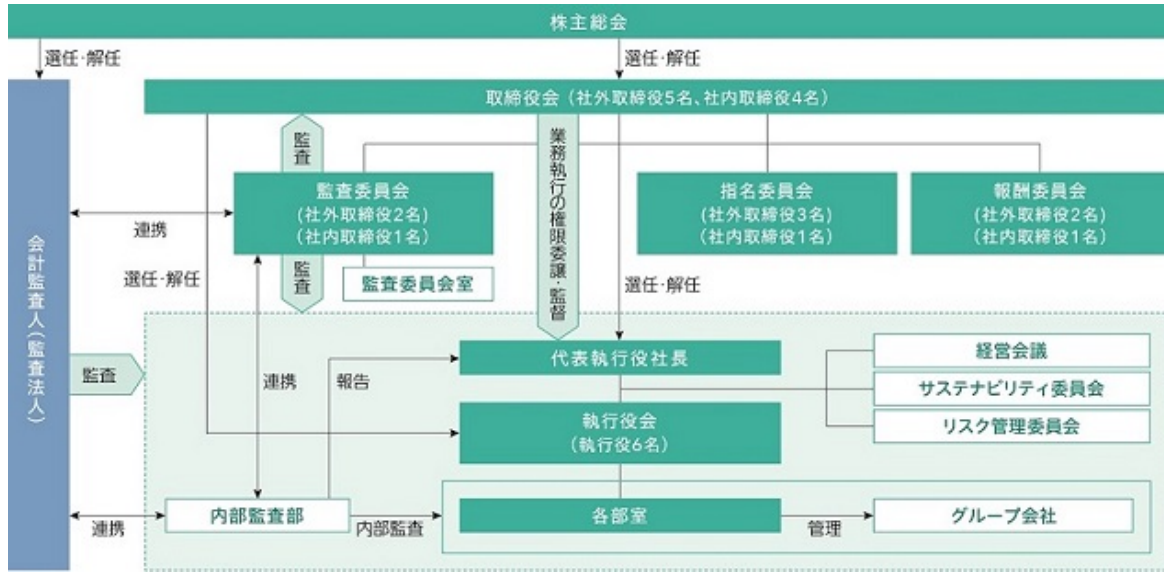 株主総会
選任・解任
選任・解任
取締役会（社外取締役5名、社内取締役4名）
監査
業務執行の権限委譲・監督
監査委員会
(社外取締役2名)
(社内取締役1名)
指名委員会
(社外取締役3名)
(社内取締役1名)
報酬委員会
(社外取締役2名)
(社内取締役1名)
連携
会計監査人(監査法人)
選任・解任
監査
監査委員会室
選任・解任
代表執行役社長
経営会議
監査
連携
報告
サステナビリティ委員会
執行役会
(執行役6名)
リスク管理委員会
内部監査部
各部室
グループ会社
連携
内部監査
管理